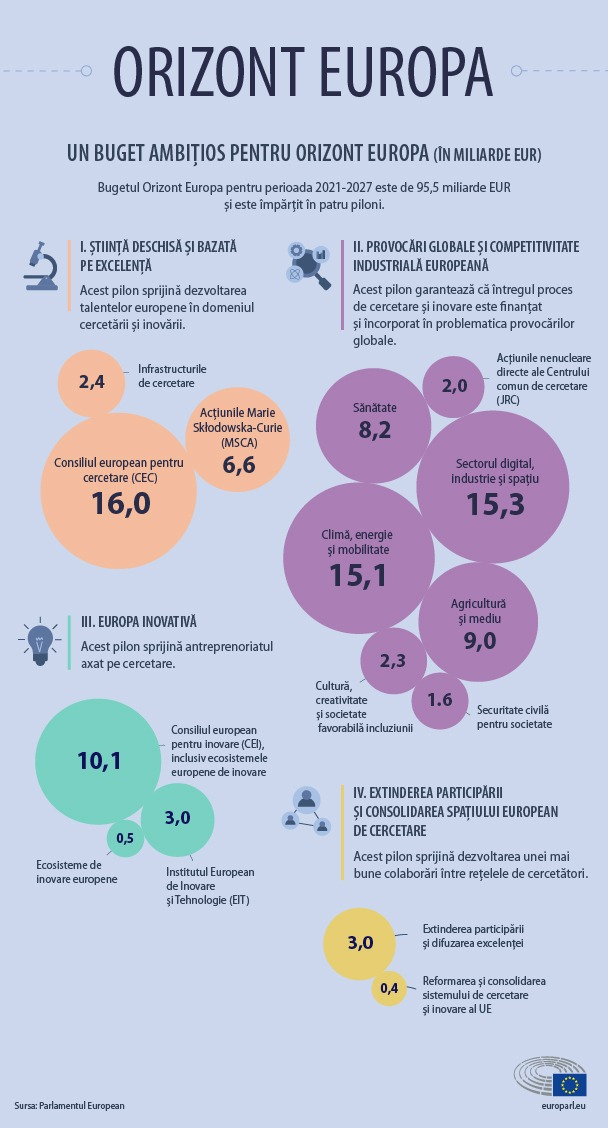 ORIZONT EUROPA
UN BUGET AMBIȚIOS PENTRU ORIZONT EUROPA (ÎN MILIARDE EUR)
Bugetul Orizont Europa pentru perioada 2021-2027 este de 95,5 miliarde EUR
și este împărțit în patru piloni.
I. ȘTIINȚĂ DESCHISĂ ȘI BAZATĂ
PE EXCELENȚĂ
Acest pilon sprijină dezvoltarea
talentelor europene în domeniul
cercetării și inovării.
2,4
Infrastructurile
de cercetare
Acțiunile Marie
Skłodowska-Curie
(MSCA)
6,6
Consiliul european pentru
cercetare (CEC)
16,0
II. PROVOCĂRI GLOBALE ȘI COMPETITIVITATE
INDUSTRIALĂ EUROPEANĂ
Acest pilon garantează că întregul proces
de cercetare și inovare este finanțat
și încorporat în problematica provocărilor
globale.
Acțiunile nenucleare
directe ale Centrului
comun de cercetare
(JRC)
2,0
Sănătate
8,2
Sectorul digital,
industrie și spațiu
15,3
Climă, energie
și mobilitate
15,1
Agricultură
și mediu
9,0
2,3
Cultură,
creativitate
și societate
favorabilă incluziunii
1.6
Securitate civilă
pentru societate
III. EUROPA INOVATIVĂ
Acest pilon sprijină antreprenoriatul
axat pe cercetare.
10,1
Consiliul european
pentru inovare (CEI),
inclusiv ecosistemele
europene de inovare
3,0
0,5
Ecosisteme de
inovare europene
Institutul European
de Inovare
și Tehnologie (EIT)
IV. EXTINDEREA PARTICIPĂRII
ȘI CONSOLIDAREA SPAȚIULUI EUROPEAN
DE CERCETARE
Acest pilon sprijină dezvoltarea unei mai
bune colaborări între rețelele de cercetători.
3,0
Extinderea participării
și difuzarea excelenței
0,4
Reformarea și consolidarea
sistemului de cercetare
și inovare al UE
Sursa: Parlamentul European
europarl.eu